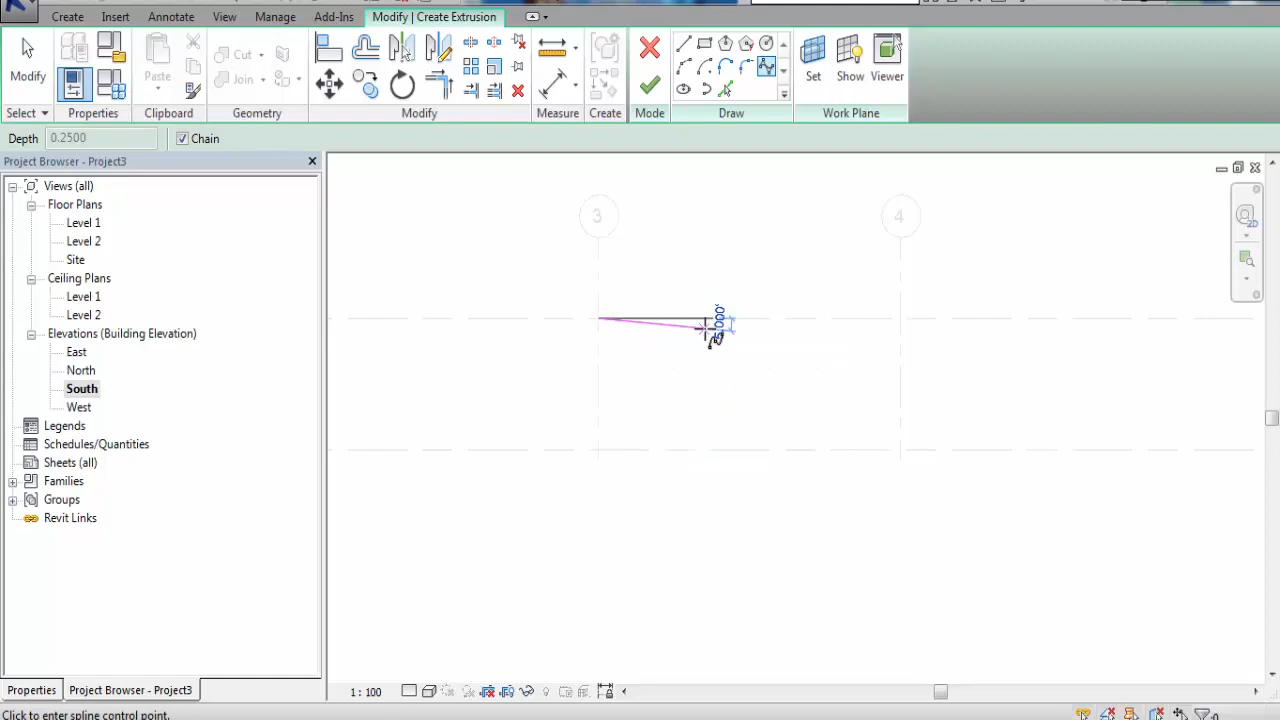 Create Insert Annotate View Manage Add-Ins Modify | Create Extrusion
Modify
Paste
Cut
Join
Set Show Viewer
Select Properties Clipboard Geometry Modify Measure Create Mode Draw Work Plane
Depth 0.2500 Chain
Project Browser - Project3
Views (all)
Floor Plans
Level 1
Level 2
Site
Ceiling Plans
Level 1
Level 2
Elevations (Building Elevation)
East
North
South
West
Legends
Schedules/Quantities
Sheets (all)
Families
Groups
Revit Links
3 4
2D
Properties Project Browser - Project3
1 : 100
Click to enter spline control point.
:0